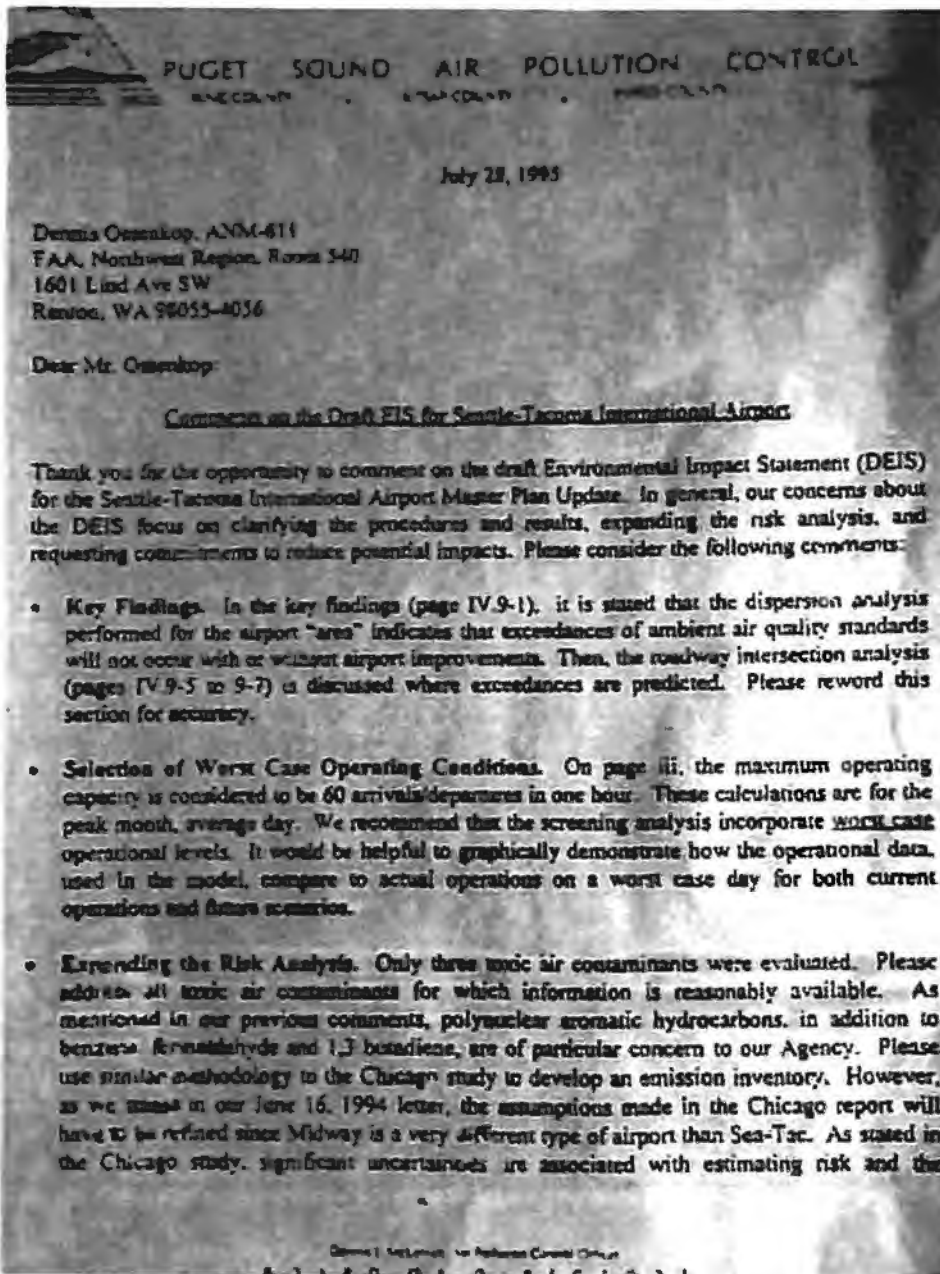 PUGET SOUND AIR POLLUTION CONTROL
KING COUNTY • KITSAP COUNTY •
July 28, 1995
Dennis Ossenkop, ANM-611
FAA, Northwest Region, Room 540
1601 Lind Ave SW
Renton, WA 98055-4056
Dear Mr. Ossenkop:
Comments on the Draft EIS for Seattle-Tacoma International Airport
Thank you for the opportunity to comment on the draft Environmental Impact Statement (DEIS)
for the Seattle-Tacoma International Airport Master Plan Update. In general, our concerns about
the DEIS focus on clarifying the procedures and results, expanding the risk analysis, and
requesting commitments to reduce potential impacts. Please consider the following comments:
• Key Findings. In the key findings (page IV.9-1), it is stated that the dispersion analysis
performed for the airport "area" indicates that exceedances of ambient air quality standards
will not occur with or without airport improvements. Then, the roadway intersection analysis
(pages IV.9-5 to 9-7) is discussed where exceedances are predicted. Please reword this
section for accuracy.
• Selection of Worst Case Operating Conditions. On page iii, the maximum operating
capacity is considered to be 60 arrivals/departures in one hour. These calculations are for the
peak month, average day. We recommend that the screening analysis incorporate worst case
operational levels. It would be helpful to graphically demonstrate how the operational data,
used in the model, compare to actual operations on a worst case day for both current
operations and future scenarios.
• Expanding the Risk Analysis. Only three toxic air contaminants were evaluated. Please
address all toxic air contaminants for which information is reasonably available. As
mentioned in our previous comments, polynuclear aromatic hydrocarbons, in addition to
benzene, formaldehyde and 1,3 butadiene, are of particular concern to our Agency. Please
use similar methodology to the Chicago study to develop an emission inventory. However,
as we stated in our June 16, 1994 letter, the assumptions made in the Chicago report will
have to be refined since Midway is a very different type of airport than Sea-Tac. As stated in
the Chicago study, significant uncertainties are associated with estimating risk and the
Air Pollution Control Officer